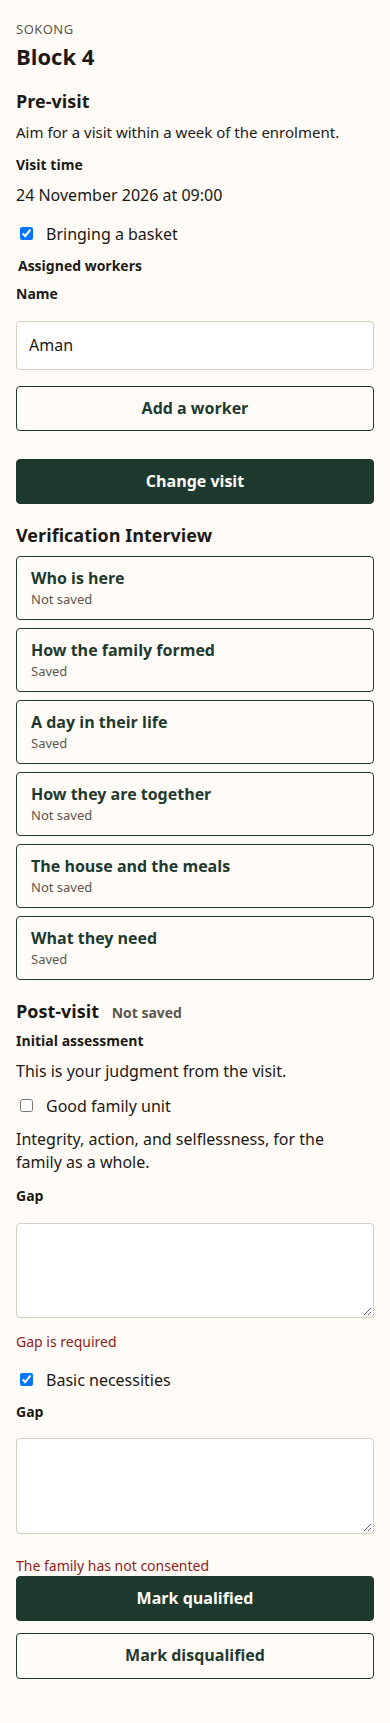 SOKONG
Block 4
Pre-visit
Aim for a visit within a week of the enrolment.
Visit time
24 November 2026 at 09:00
Bringing a basket
Assigned workers
Name
Aman
Add a worker
Change visit
Verification Interview
Who is here
Not saved
How the family formed
Saved
A day in their life
Saved
How they are together
Not saved
The house and the meals
Not saved
What they need
Saved
Post-visit Not saved
Initial assessment
This is your judgment from the visit.
Good family unit
Integrity, action, and selflessness, for the
family as a whole.
Gap
Gap is required
Basic necessities
Gap
The family has not consented
Mark qualified
Mark disqualified